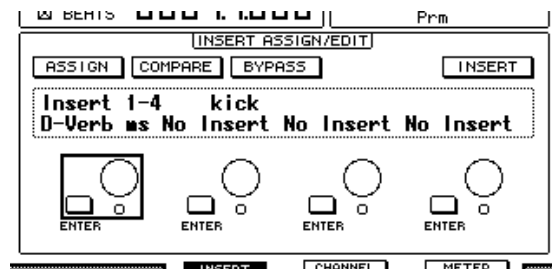 BEATS Prm
INSERT ASSIGN/EDIT
ASSIGN COMPARE BYPASS INSERT
Insert 1-4 kick
D-Verb ms No Insert No Insert No Insert
ENTER ENTER ENTER ENTER
INSERT CHANNEL METER